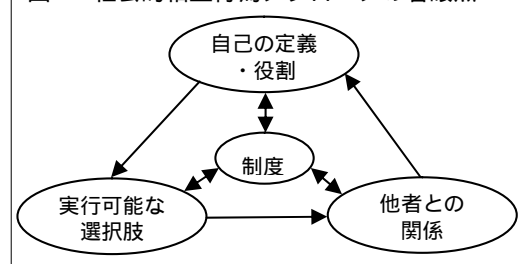 自己の定義
・役割
制度
実行可能な
選択肢
他者との
関係